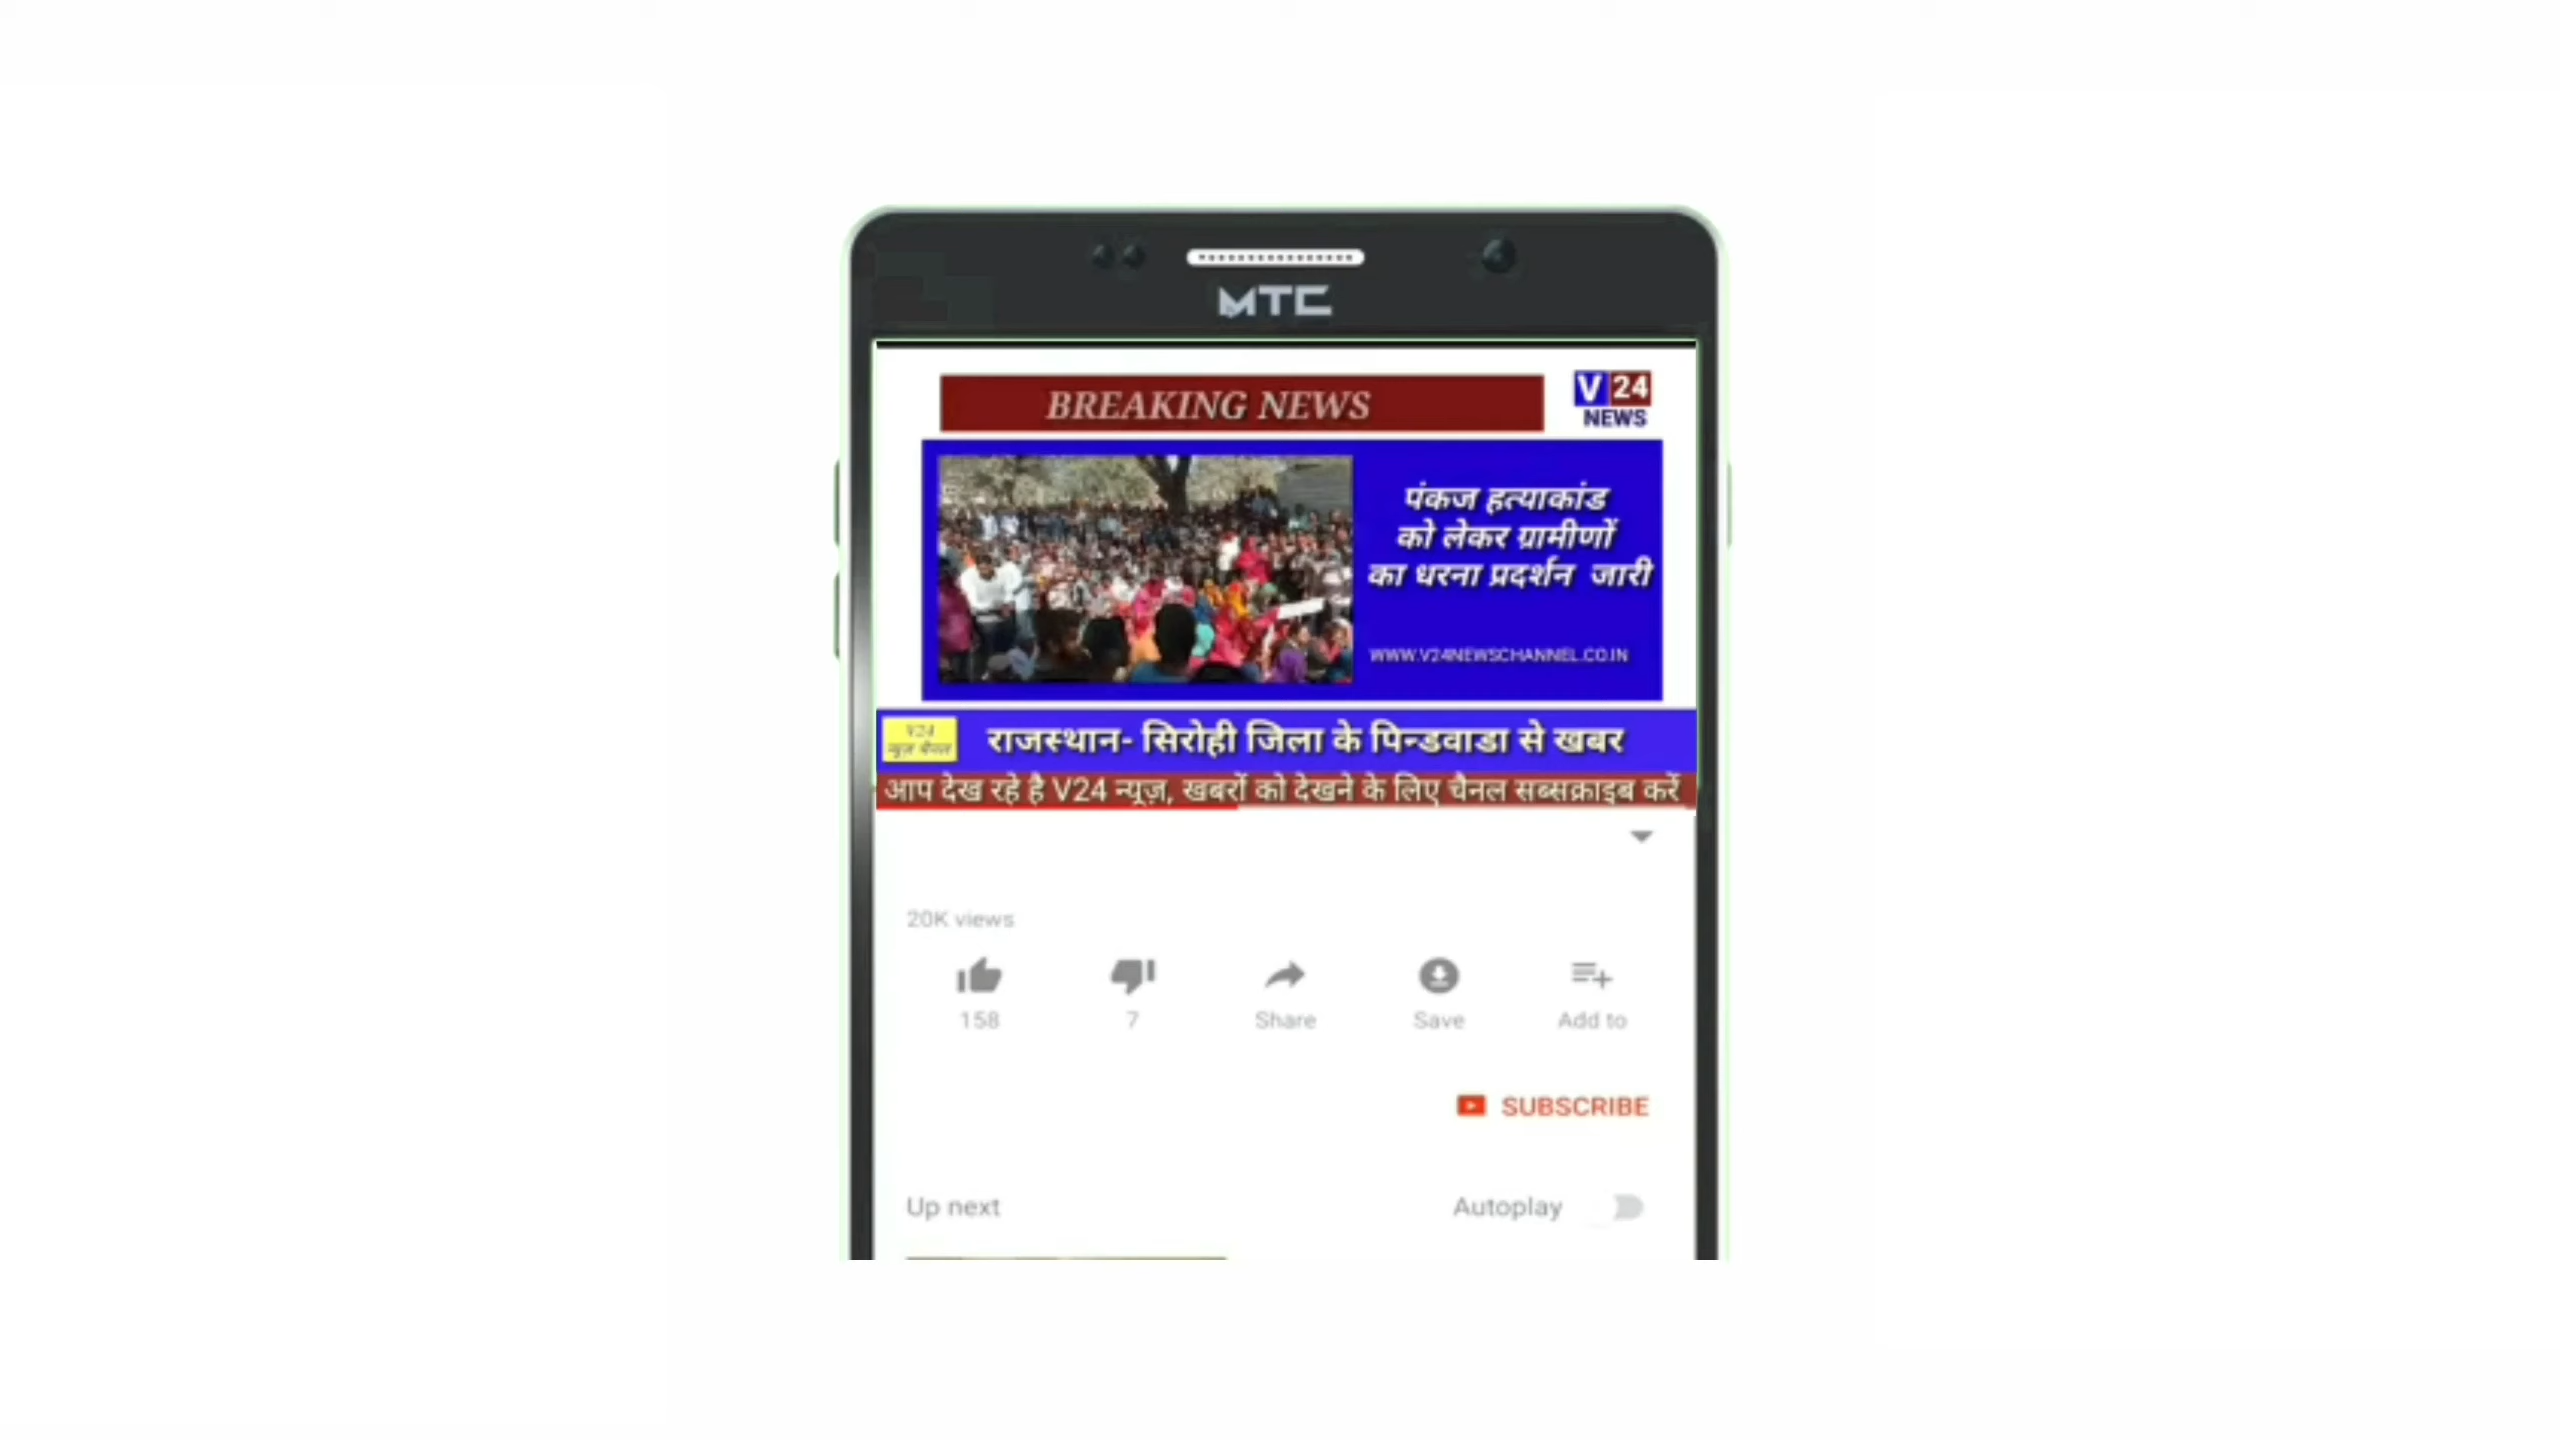 MTC
BREAKING NEWS
V 24
NEWS
पंकज हत्याकांड
को लेकर ग्रामीणों
का धरना प्रदर्शन जारी
WWW.V24NEWSCHANNEL.CO.IN
V24
न्यूज़ चैनल
राजस्थान- सिरोही जिला के पिन्डवाडा से खबर
आप देख रहे है V24 न्यूज़, खबरों को देखने के लिए चैनल सब्सक्राइब करें
20K views
158
7
Share
Save
Add to
SUBSCRIBE
Up next
Autoplay